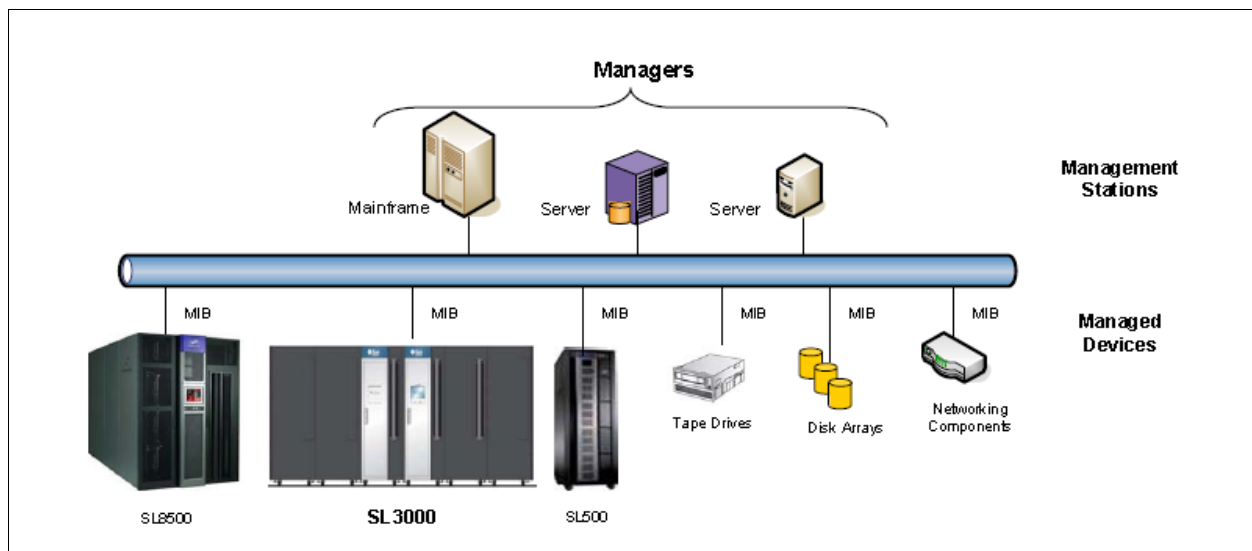 Managers
Mainframe
Server
Server
Management
Stations
MIB
MIB
MIB
MIB
MIB
MIB
Managed
Devices
Tape Drives
Disk Arrays
Networking
Components
SL8500
SL3000
SL500